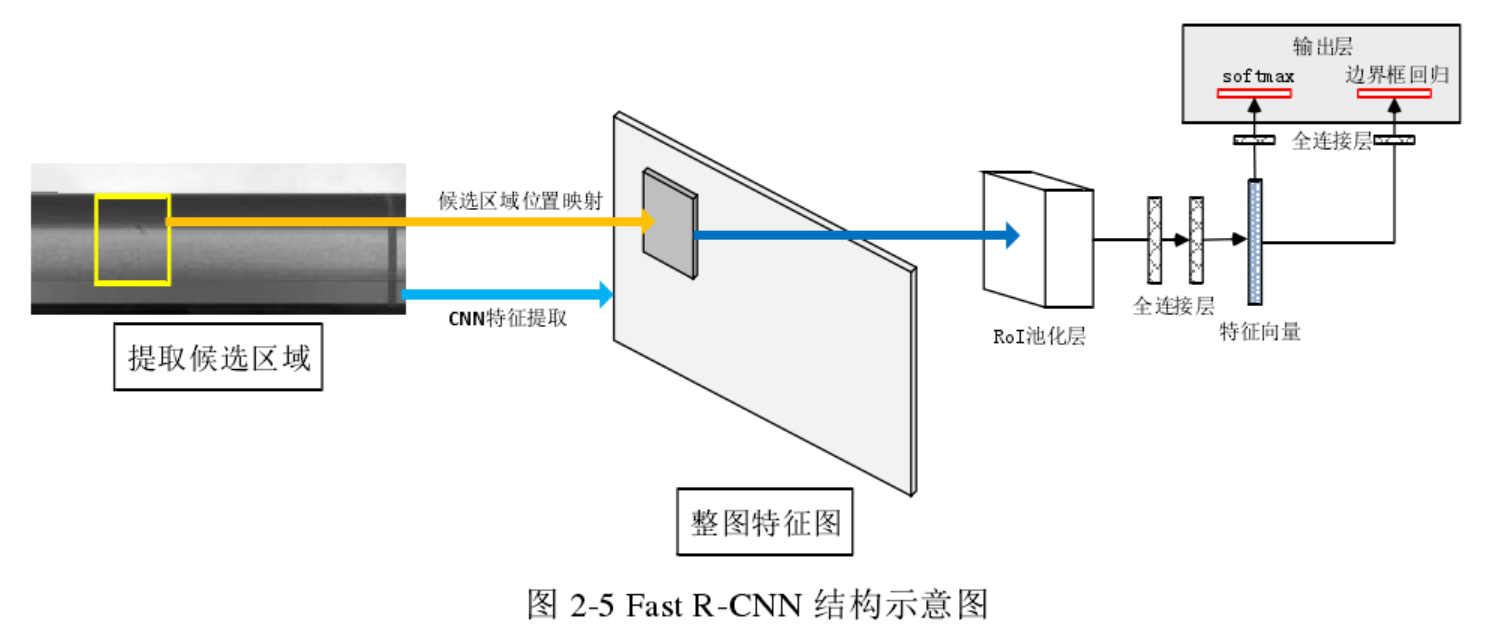 输出层
softmax
边界框回归
全连接层
候选区域位置映射
CNN特征提取
全连接层
RoI池化层
特征向量
提取候选区域
整图特征图
图 2-5 Fast R-CNN 结构示意图